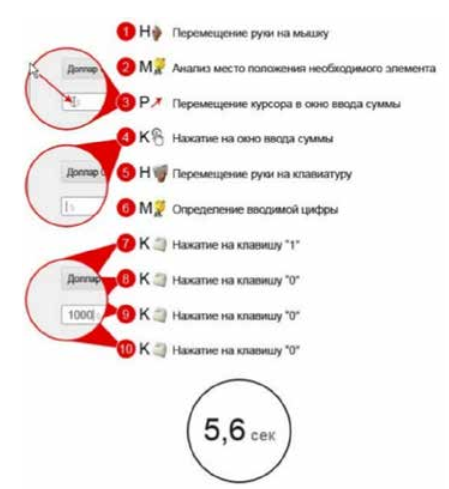 1 H Перемещение руки на мышку
Доллар
2 M Анализ место положения необходимого элемента
3 P Перемещение курсора в окно ввода суммы
4 K Нажатие на окно ввода суммы
Доллар
5 H Перемещение руки на клавиатуру
6 M Определение вводимой цифры
7 K Нажатие на клавишу "1"
Доллар
8 K Нажатие на клавишу "0"
1000
9 K Нажатие на клавишу "0"
10 K Нажатие на клавишу "0"
5,6 сек